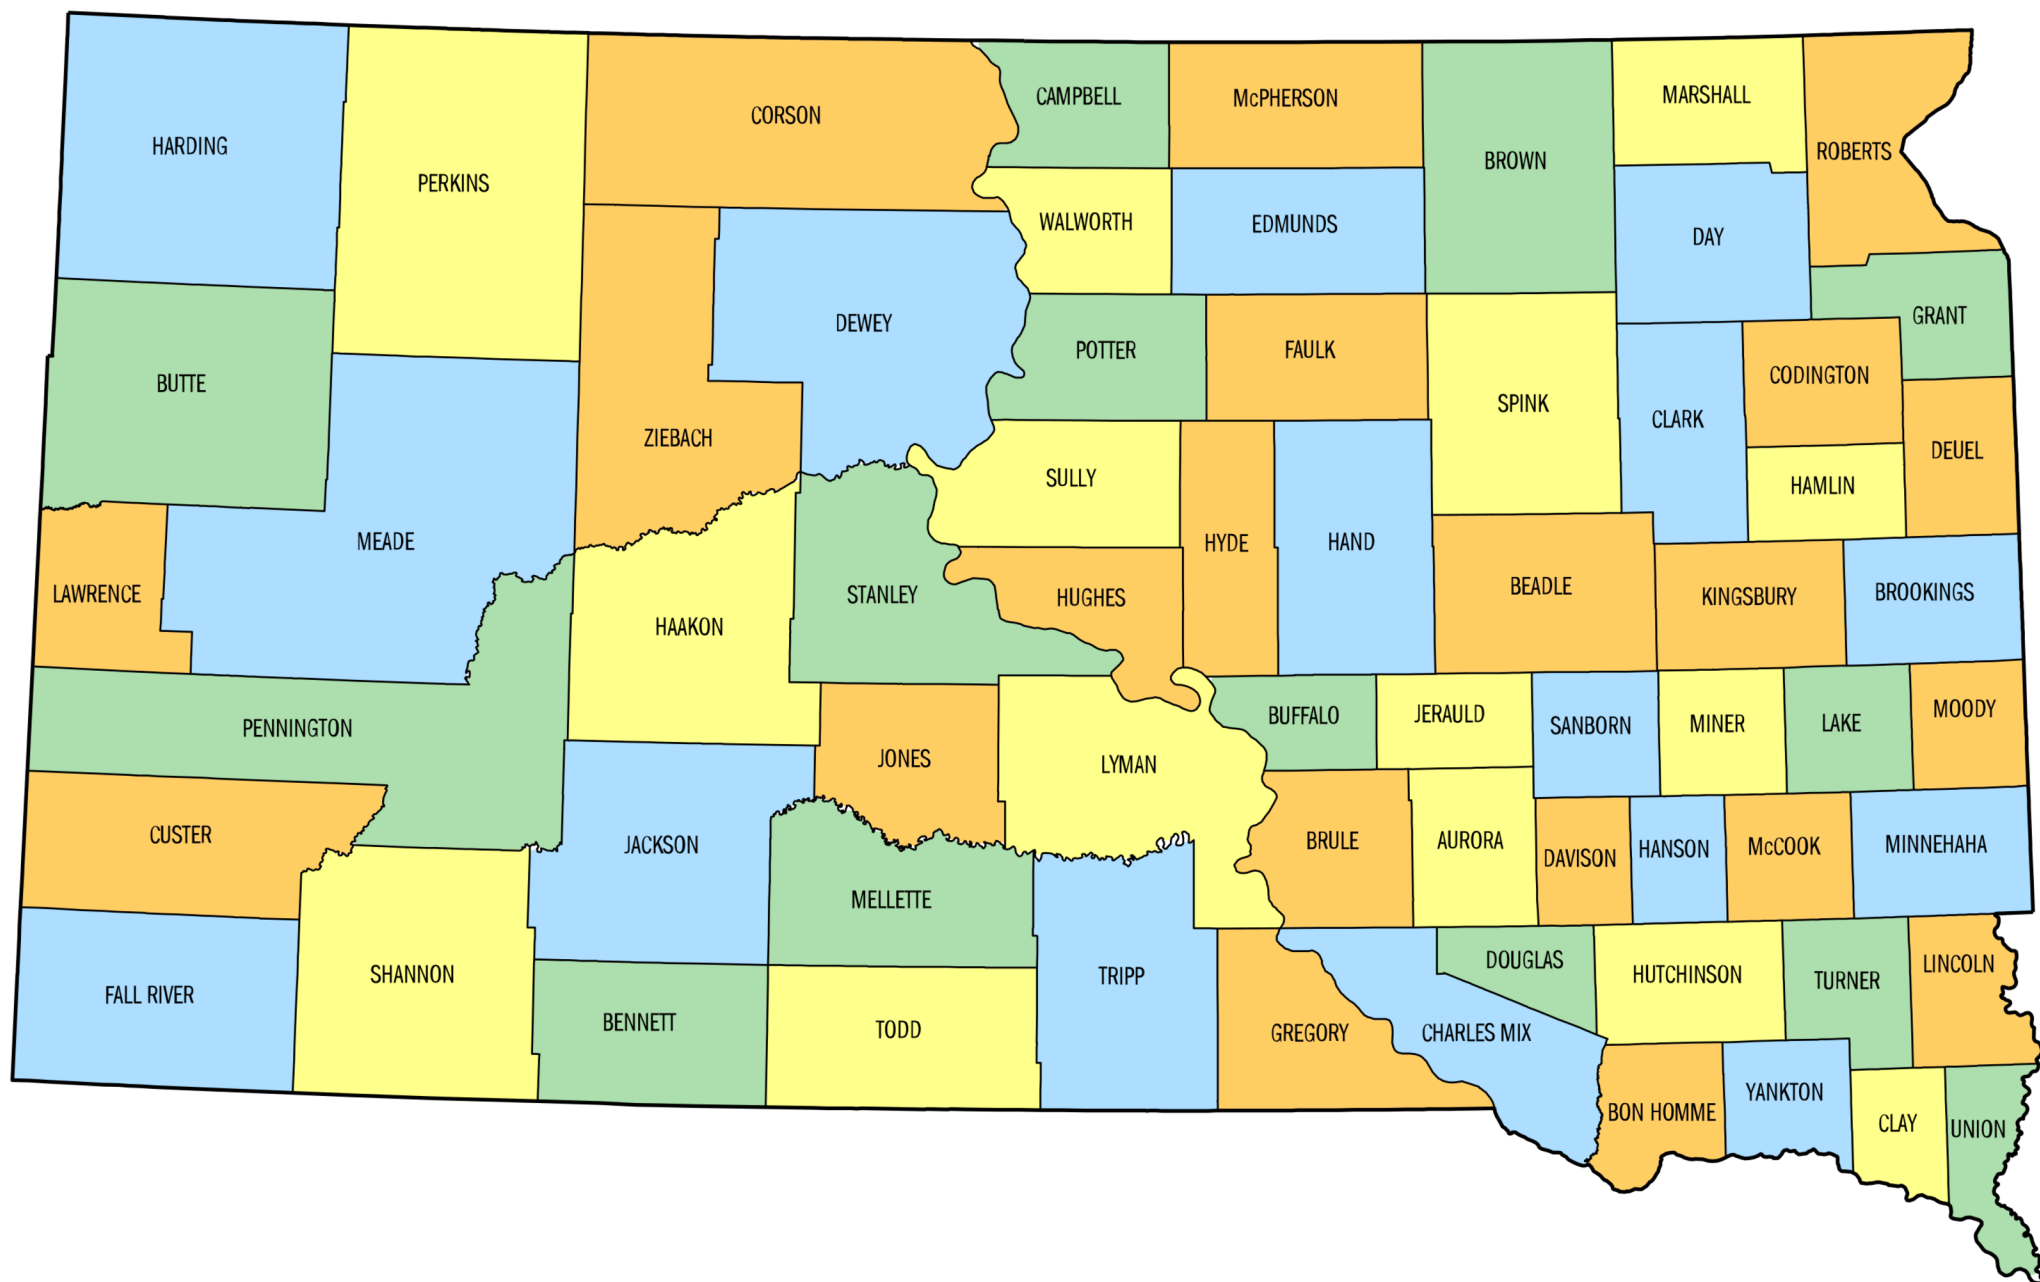 HARDING
PERKINS
CORSON
CAMPBELL
McPHERSON
BROWN
MARSHALL
ROBERTS
WALWORTH
EDMUNDS
DAY
BUTTE
DEWEY
POTTER
FAULK
SPINK
GRANT
CLARK
CODINGTON
ZIEBACH
SULLY
HAMLIN
DEUEL
MEADE
HYDE
HAND
LAWRENCE
HAAKON
STANLEY
HUGHES
BEADLE
KINGSBURY
BROOKINGS
PENNINGTON
JONES
LYMAN
BUFFALO
JERAULD
SANBORN
MINER
LAKE
MOODY
CUSTER
JACKSON
MELLETTE
BRULE
AURORA
DAVISON
HANSON
McCOOK
MINNEHAHA
FALL RIVER
SHANNON
BENNETT
TODD
TRIPP
GREGORY
CHARLES MIX
DOUGLAS
HUTCHINSON
TURNER
LINCOLN
BON HOMME
YANKTON
CLAY
UNION